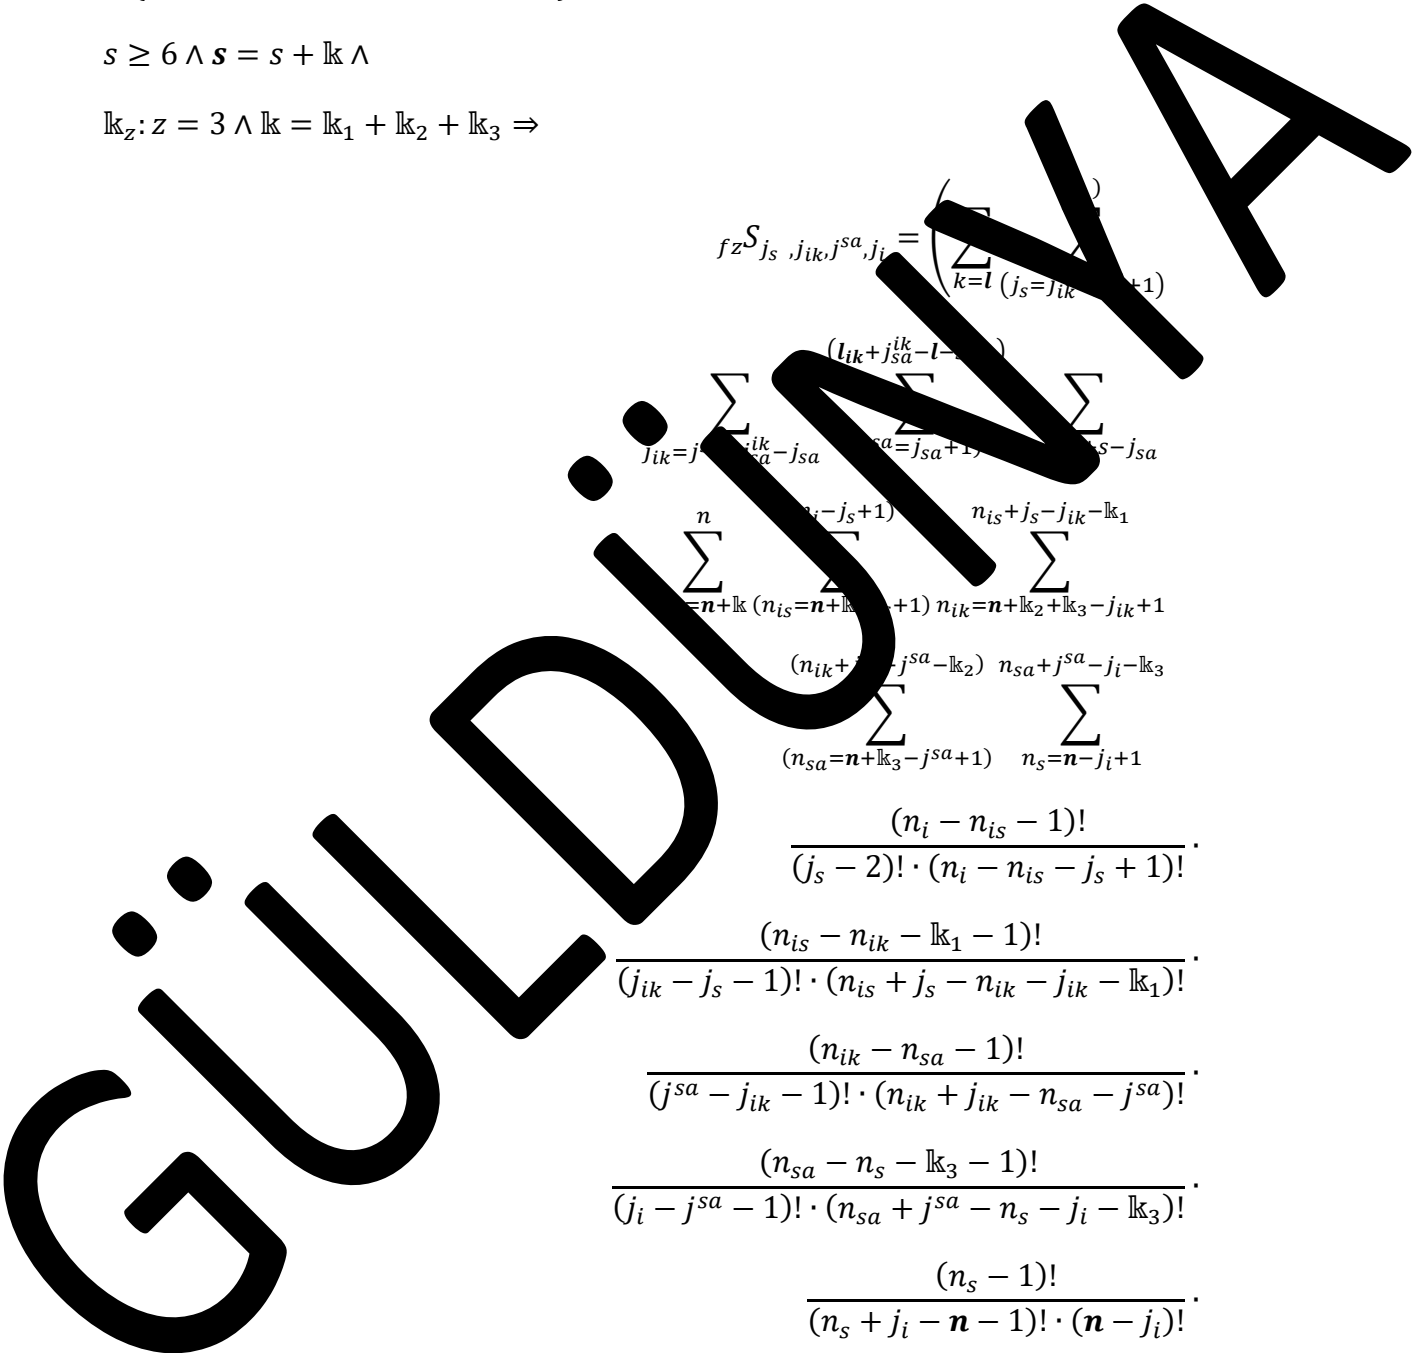 s ≥ 6 ∧ 𝒔 = s + 𝕜 ∧
𝕜_z: z = 3 ∧ 𝕜 = 𝕜_1 + 𝕜_2 + 𝕜_3 ⇒
_{fz}S_{j_s ,j_{ik},j^{sa},j_i} = ( ∑_{k=𝒍} ∑_{(j_s=j_{ik} +1)}^{)}
∑_{j_{ik}=j j_{sa}^{ik}−j_{sa}} ∑_{sa=j_{sa}+1)}^{(𝒍_{ik}+j_{sa}^{ik}−𝒍− )} ∑_{s−j_{sa}}
∑_{=𝒏+𝕜}^{n} ∑_{(n_{is}=𝒏+𝕜 +1)}^{n_i−j_s+1)} ∑_{n_{ik}=𝒏+𝕜_2+𝕜_3−j_{ik}+1}^{n_{is}+j_s−j_{ik}−𝕜_1}
∑_{(n_{sa}=𝒏+𝕜_3−j^{sa}+1)}^{(n_{ik}+j −j^{sa}−𝕜_2)} ∑_{n_s=𝒏−j_i+1}^{n_{sa}+j^{sa}−j_i−𝕜_3}
(n_i − n_{is} − 1)!
(j_s − 2)! · (n_i − n_{is} − j_s + 1)! ·
(n_{is} − n_{ik} − 𝕜_1 − 1)!
(j_{ik} − j_s − 1)! · (n_{is} + j_s − n_{ik} − j_{ik} − 𝕜_1)! ·
(n_{ik} − n_{sa} − 1)!
(j^{sa} − j_{ik} − 1)! · (n_{ik} + j_{ik} − n_{sa} − j^{sa})! ·
(n_{sa} − n_s − 𝕜_3 − 1)!
(j_i − j^{sa} − 1)! · (n_{sa} + j^{sa} − n_s − j_i − 𝕜_3)! ·
(n_s − 1)!
(n_s + j_i − 𝒏 − 1)! · (𝒏 − j_i)! ·
GÜLDÜNYA